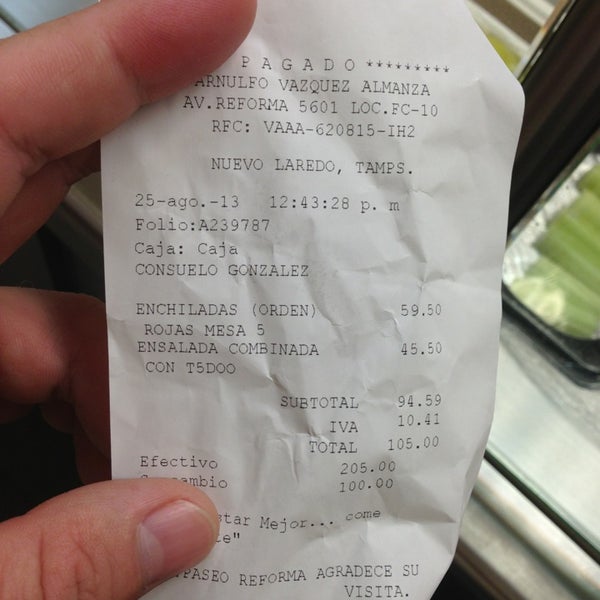 P A G A D O *********
ARNULFO VAZQUEZ ALMANZA
AV.REFORMA 5601 LOC.FC-10
RFC: VAAA-620815-IH2
NUEVO LAREDO, TAMPS.
25-ago.-13 12:43:28 p. m
Folio:A239787
Caja: Caja
CONSUELO GONZALEZ
ENCHILADAS (ORDEN) 59.50
ROJAS MESA 5
ENSALADA COMBINADA 45.50
CON T5DOO
SUBTOTAL 94.59
IVA 10.41
TOTAL 105.00
Efectivo 205.00
100.00
Mejor... come
PASEO REFORMA AGRADECE SU
VISITA.